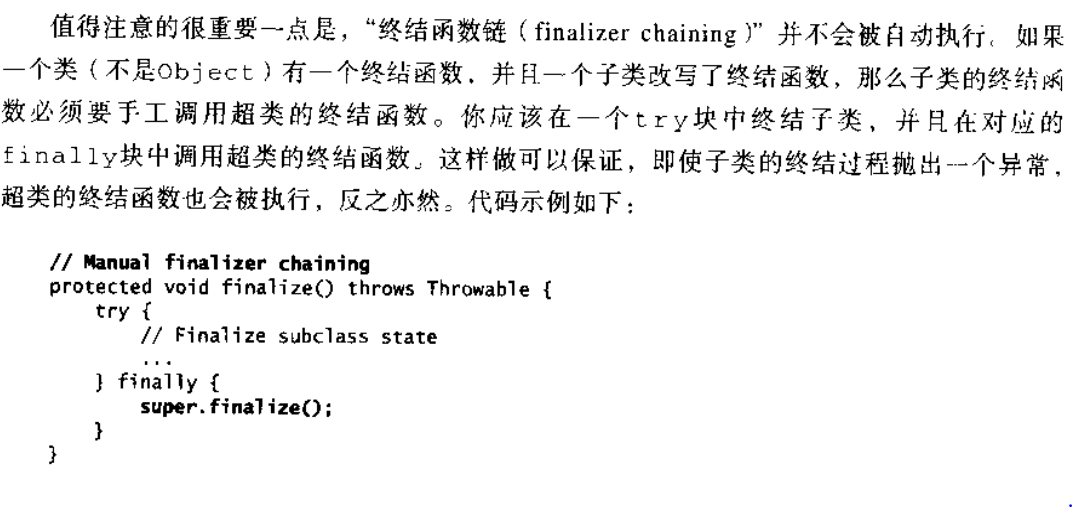 值得注意的很重要一点是，“终结函数链（finalizer chaining）”并不会被自动执行。如果
一个类（不是Object）有一个终结函数，并且一个子类改写了终结函数，那么子类的终结函
数必须要手工调用超类的终结函数。你应该在一个try块中终结子类，并且在对应的
finally块中调用超类的终结函数。这样做可以保证，即使子类的终结过程抛出一个异常，
超类的终结函数也会被执行，反之亦然。代码示例如下：
// Manual finalizer chaining
protected void finalize() throws Throwable {
try {
// Finalize subclass state
...
} finally {
super.finalize();
}
}